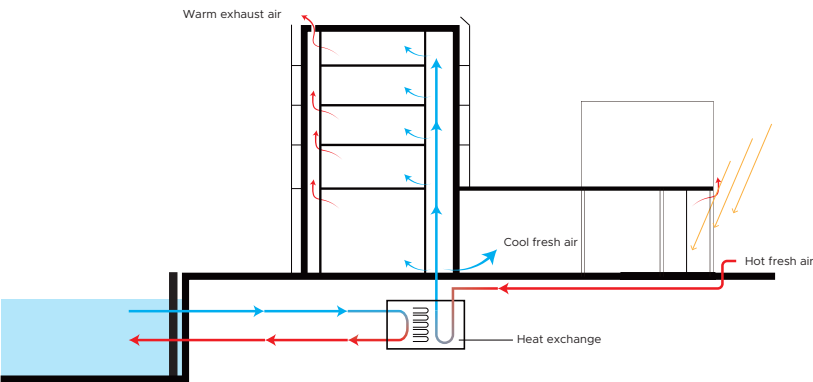 Warm exhaust air
Cool fresh air
Hot fresh air
Heat exchange